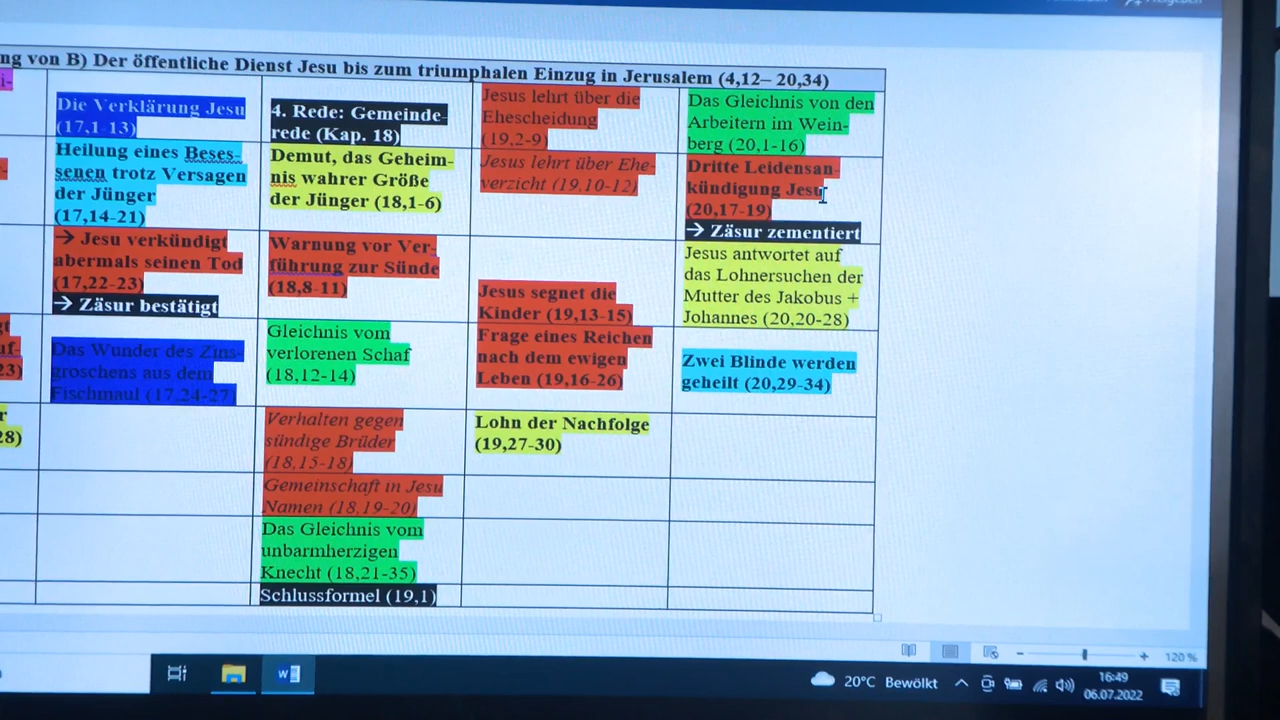 ng von B) Der öffentliche Dienst Jesu bis zum triumphalen Einzug in Jerusalem (4,12– 20,34)
i-
23)
28)
Die Verklärung Jesu
(17,1-13)
Heilung eines Beses-
senen trotz Versagen
der Jünger
(17,14-21)
→ Jesu verkündigt
abermals seinen Tod
(17,22-23)
→ Zäsur bestätigt
Das Wunder des Zins-
groschens aus dem
Fischmaul (17,24-27)
4. Rede: Gemeinde-
rede (Kap. 18)
Demut, das Geheim-
nis wahrer Größe
der Jünger (18,1-6)
Warnung vor Ver-
führung zur Sünde
(18,8-11)
Gleichnis vom
verlorenen Schaf
(18,12-14)
Verhalten gegen
sündige Brüder
(18,15-18)
Gemeinschaft in Jesu
Namen (18,19-20)
Das Gleichnis vom
unbarmherzigen
Knecht (18,21-35)
Schlussformel (19,1)
Jesus lehrt über die
Ehescheidung
(19,2-9)
Jesus lehrt über Ehe-
verzicht (19,10-12)
Jesus segnet die
Kinder (19,13-15)
Frage eines Reichen
nach dem ewigen
Leben (19,16-26)
Lohn der Nachfolge
(19,27-30)
Das Gleichnis von den
Arbeitern im Wein-
berg (20,1-16)
Dritte Leidensan-
kündigung Jesu
(20,17-19)
→ Zäsur zementiert
Jesus antwortet auf
das Lohnersuchen der
Mutter des Jakobus +
Johannes (20,20-28)
Zwei Blinde werden
geheilt (20,29-34)
120 %
20°C Bewölkt
16:49
06.07.2022